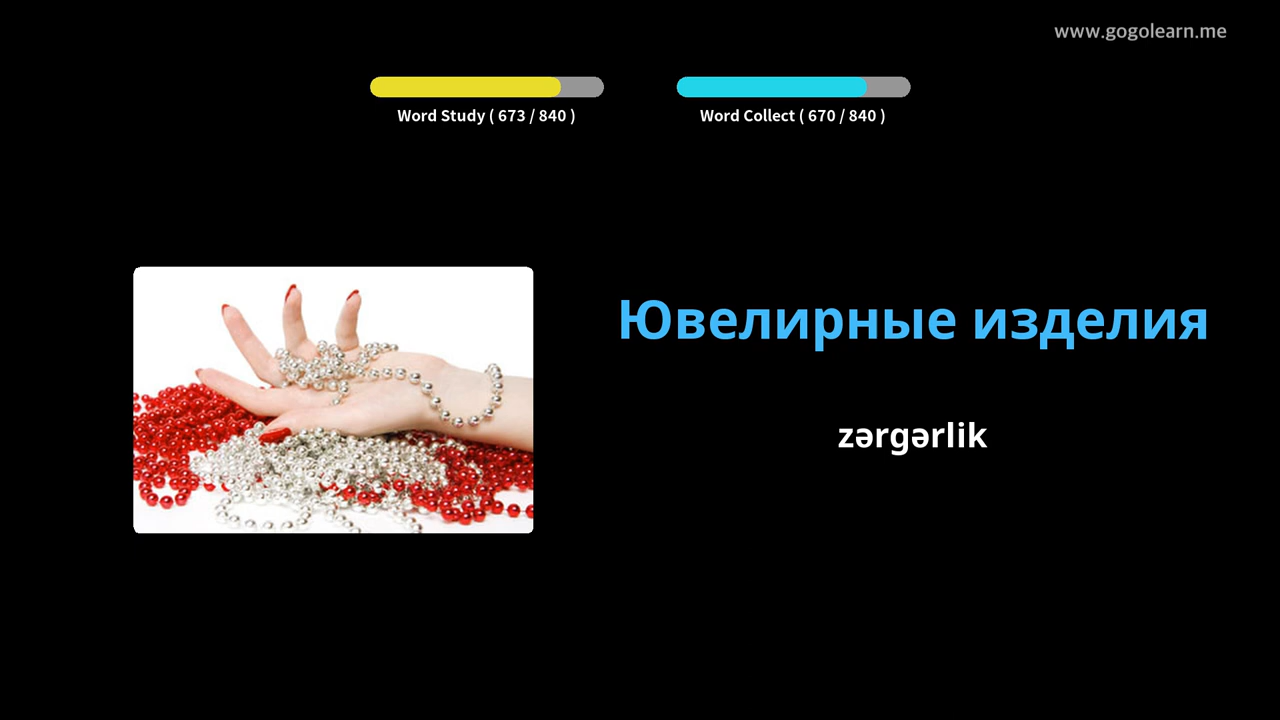 www.gogolearn.me
Word Study ( 673 / 840 )
Word Collect ( 670 / 840 )
Ювелирные изделия
zərgərlik